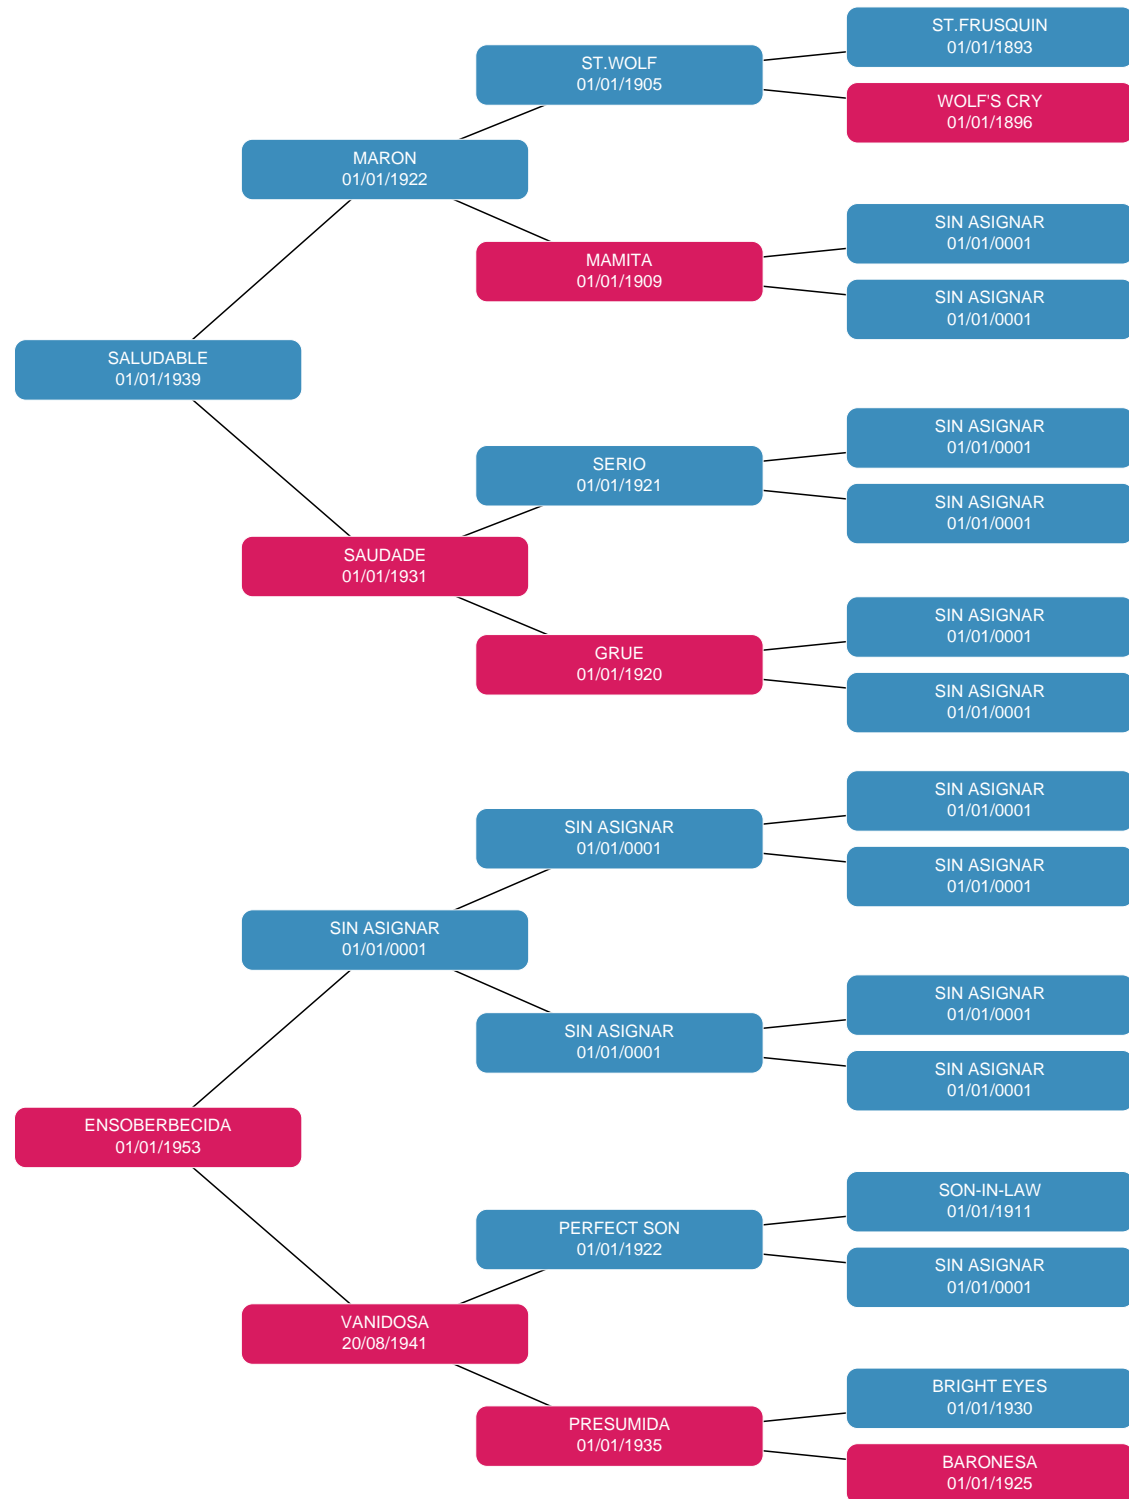 ST.FRUSQUIN
01/01/1893
ST.WOLF
01/01/1905
WOLF'S CRY
01/01/1896
MARON
01/01/1922
SIN ASIGNAR
01/01/0001
MAMITA
01/01/1909
SIN ASIGNAR
01/01/0001
SALUDABLE
01/01/1939
SIN ASIGNAR
01/01/0001
SERIO
01/01/1921
SIN ASIGNAR
01/01/0001
SAUDADE
01/01/1931
SIN ASIGNAR
01/01/0001
GRUE
01/01/1920
SIN ASIGNAR
01/01/0001
SIN ASIGNAR
01/01/0001
SIN ASIGNAR
01/01/0001
SIN ASIGNAR
01/01/0001
SIN ASIGNAR
01/01/0001
SIN ASIGNAR
01/01/0001
SIN ASIGNAR
01/01/0001
SIN ASIGNAR
01/01/0001
ENSOBERBECIDA
01/01/1953
SON-IN-LAW
01/01/1911
PERFECT SON
01/01/1922
SIN ASIGNAR
01/01/0001
VANIDOSA
20/08/1941
BRIGHT EYES
01/01/1930
PRESUMIDA
01/01/1935
BARONESA
01/01/1925